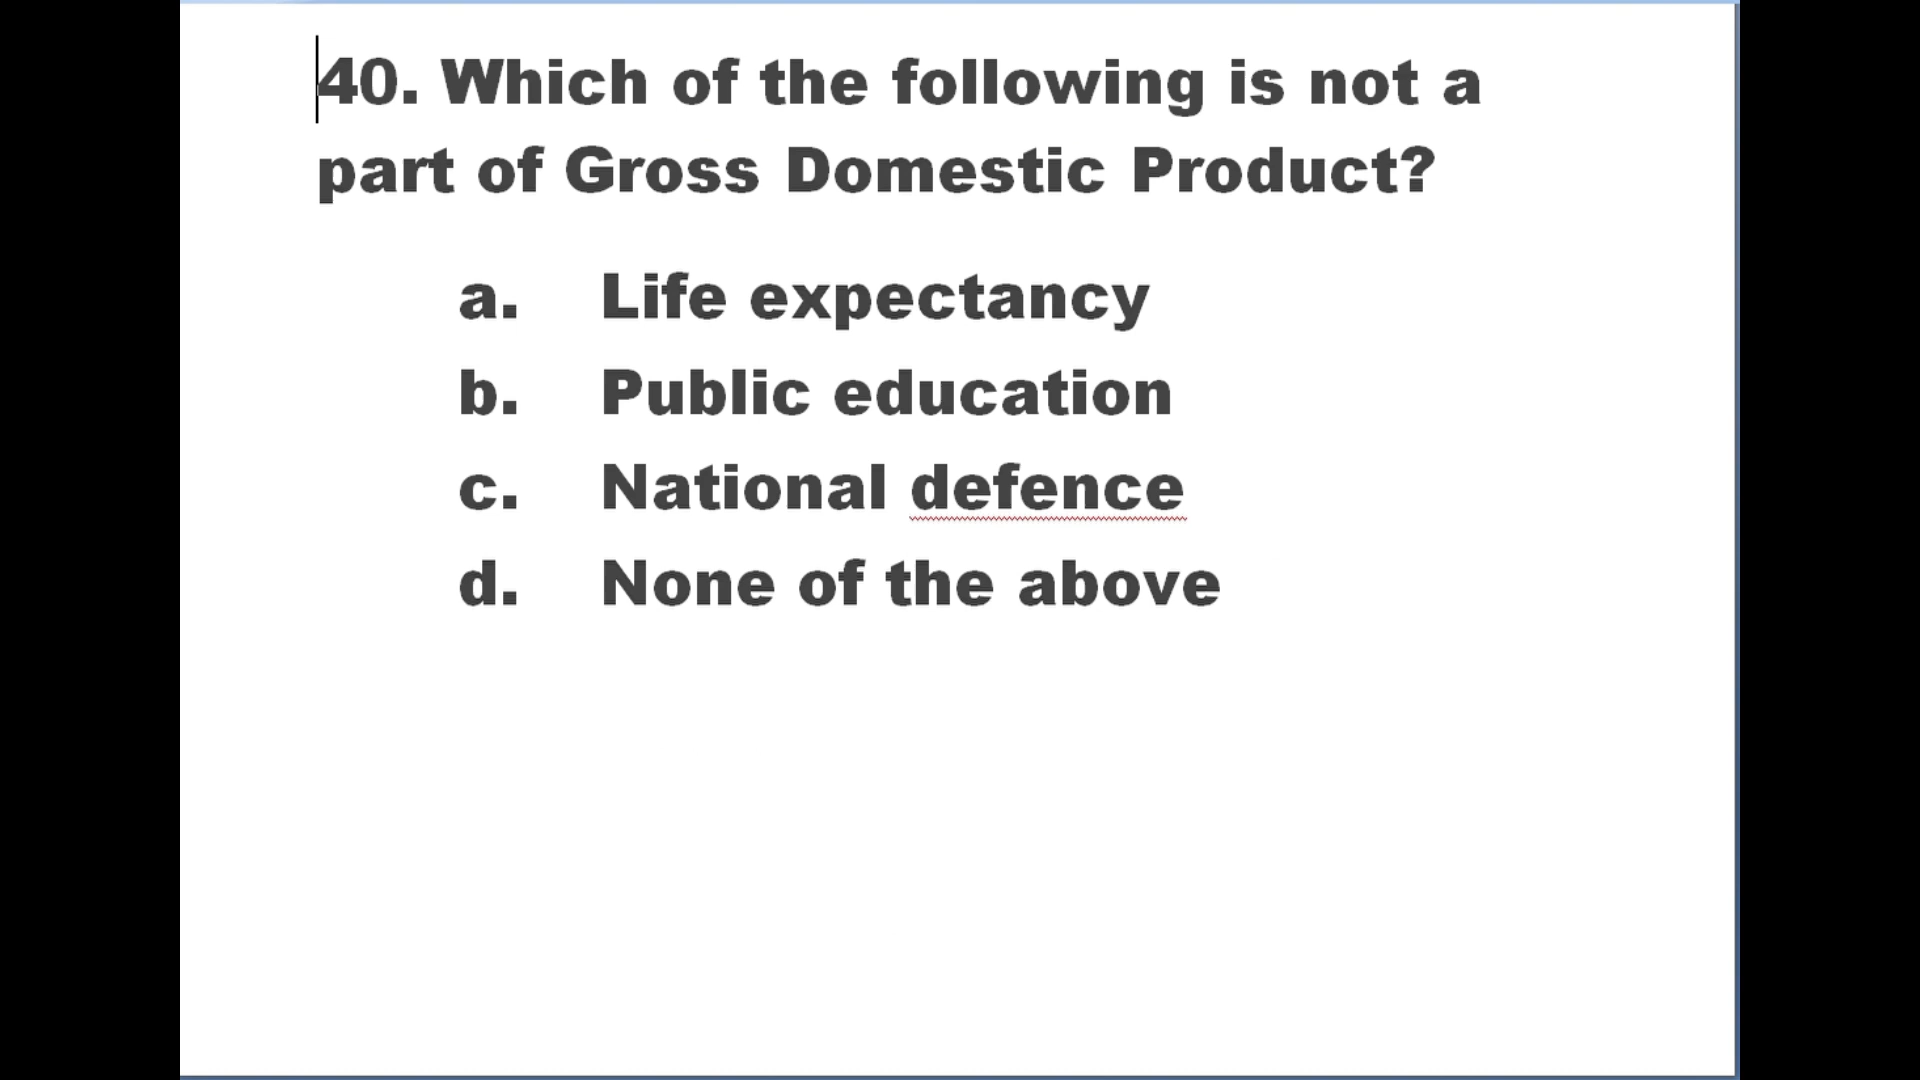 40. Which of the following is not a
part of Gross Domestic Product?
a. Life expectancy
b. Public education
c. National defence
d. None of the above